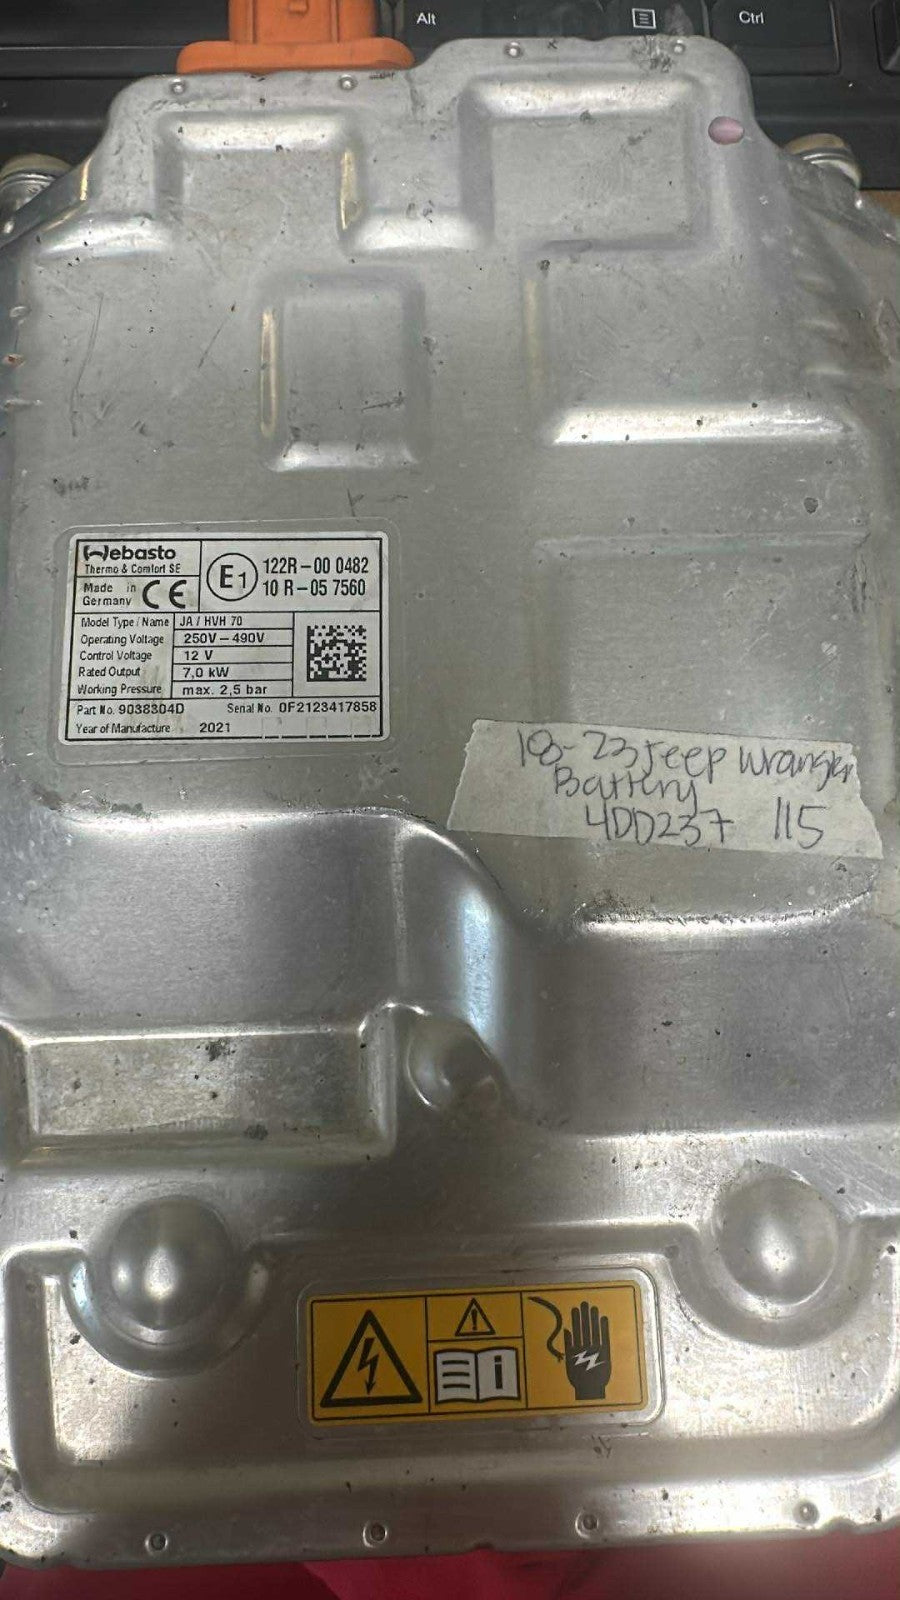 Alt
Ctrl
Webasto
Thermo & Comfort SE
Made in
Germany
CE
E1
122R-00 0482
10 R-05 7560
Model Type / Name JA / HVH 70
Operating Voltage 250V-490V
Control Voltage 12 V
Rated Output 7,0 kW
Working Pressure max. 2,5 bar
Part No. 9038304D Serial No. 0F2123417858
Year of Manufacture 2021
18-23 Jeep Wrangler
Battery
4DD237 115
i